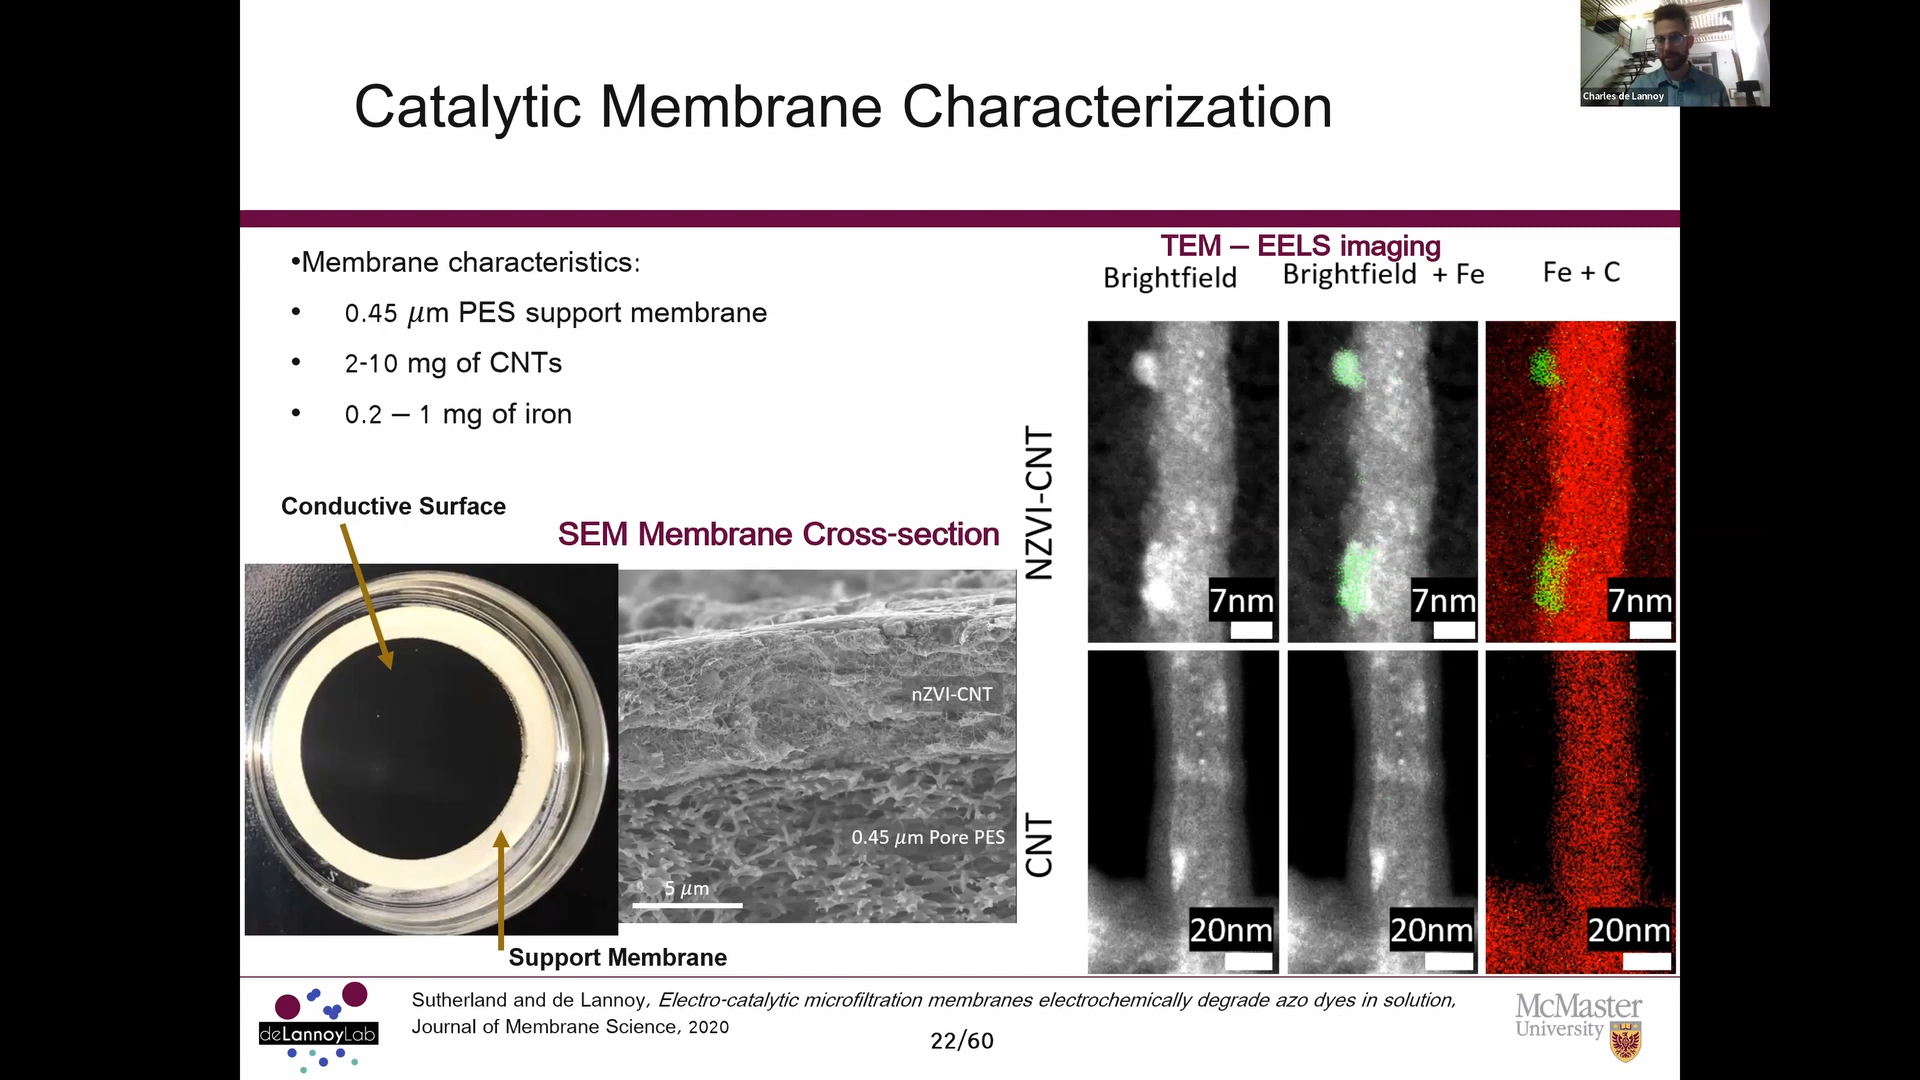 Catalytic Membrane Characterization
Charles de Lannoy
•Membrane characteristics:
• 0.45 𝜇m PES support membrane
• 2-10 mg of CNTs
• 0.2 – 1 mg of iron
Conductive Surface
SEM Membrane Cross-section
nZVI-CNT
0.45 𝜇m Pore PES
5 𝜇m
Support Membrane
TEM – EELS imaging
Brightfield
Brightfield + Fe
Fe + C
NZVI-CNT
7nm
7nm
7nm
CNT
20nm
20nm
20nm
deLannoyLab
Sutherland and de Lannoy, Electro-catalytic microfiltration membranes electrochemically degrade azo dyes in solution,
Journal of Membrane Science, 2020
22/60
McMaster
University